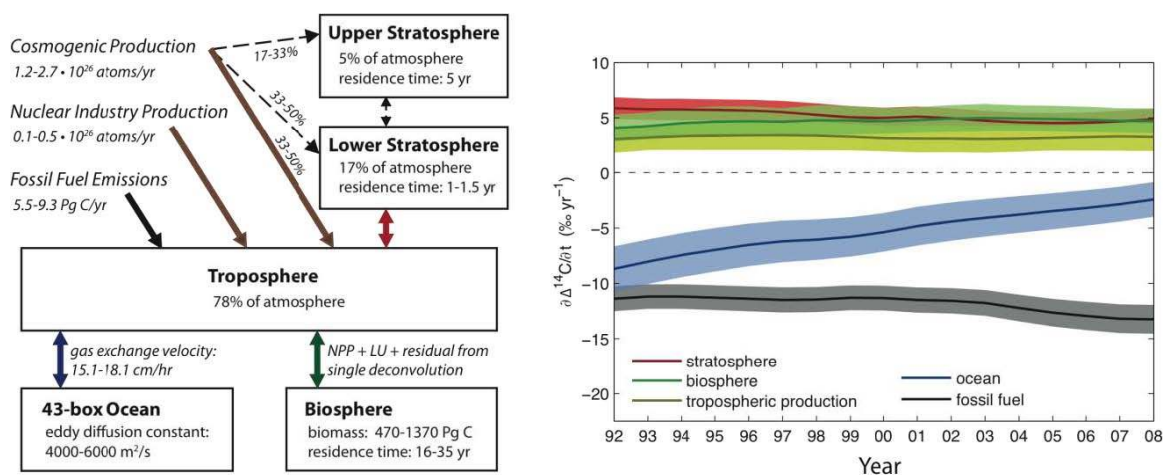 Cosmogenic Production
1.2-2.7 • 10²⁶ atoms/yr
Nuclear Industry Production
0.1-0.5 • 10²⁶ atoms/yr
Fossil Fuel Emissions
5.5-9.3 Pg C/yr
17-33%
33-50%
33-50%
Upper Stratosphere
5% of atmosphere
residence time: 5 yr
Lower Stratosphere
17% of atmosphere
residence time: 1-1.5 yr
Troposphere
78% of atmosphere
gas exchange velocity:
15.1-18.1 cm/hr
NPP + LU + residual from
single deconvolution
43-box Ocean
eddy diffusion constant:
4000-6000 m²/s
Biosphere
biomass: 470-1370 Pg C
residence time: 16-35 yr
∂ Δ¹⁴C/∂t (‰ yr⁻¹)
10
5
0
−5
−10
−15
−20
stratosphere
biosphere
tropospheric production
ocean
fossil fuel
92 93 94 95 96 97 98 99 00 01 02 03 04 05 06 07 08
Year